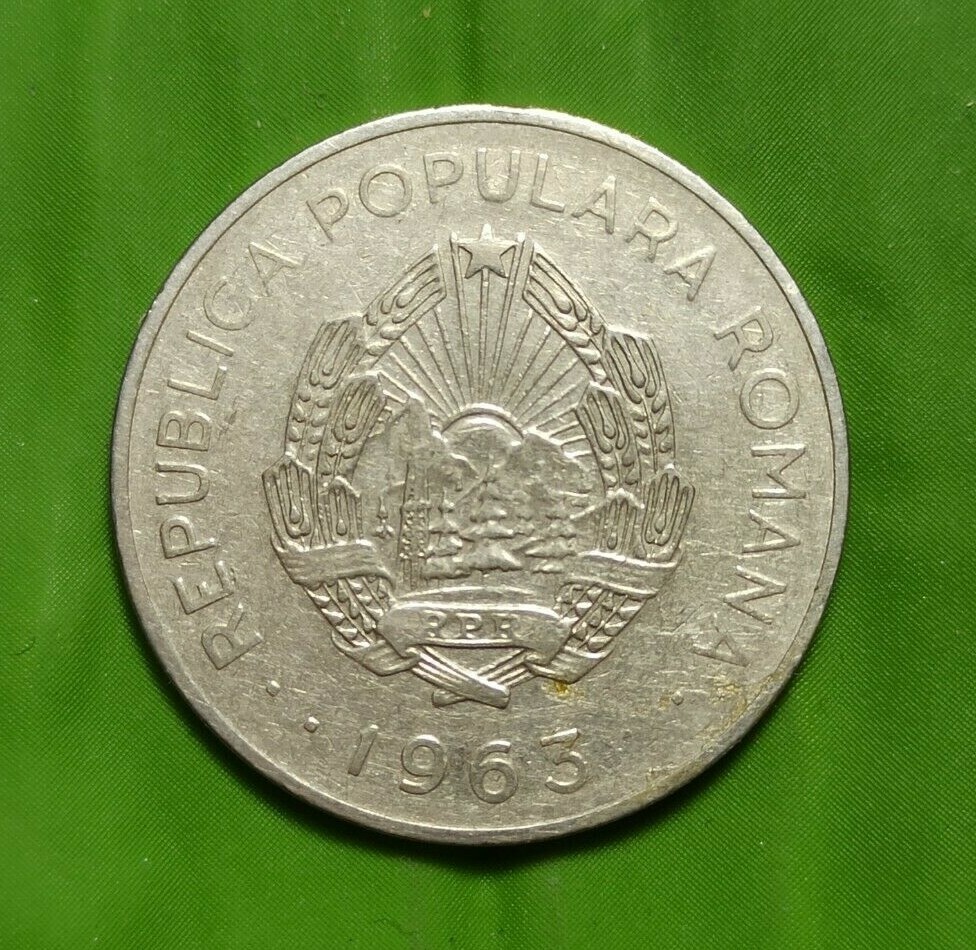 REPUBLICA POPULARA ROMANA
RPR
· 1963 ·